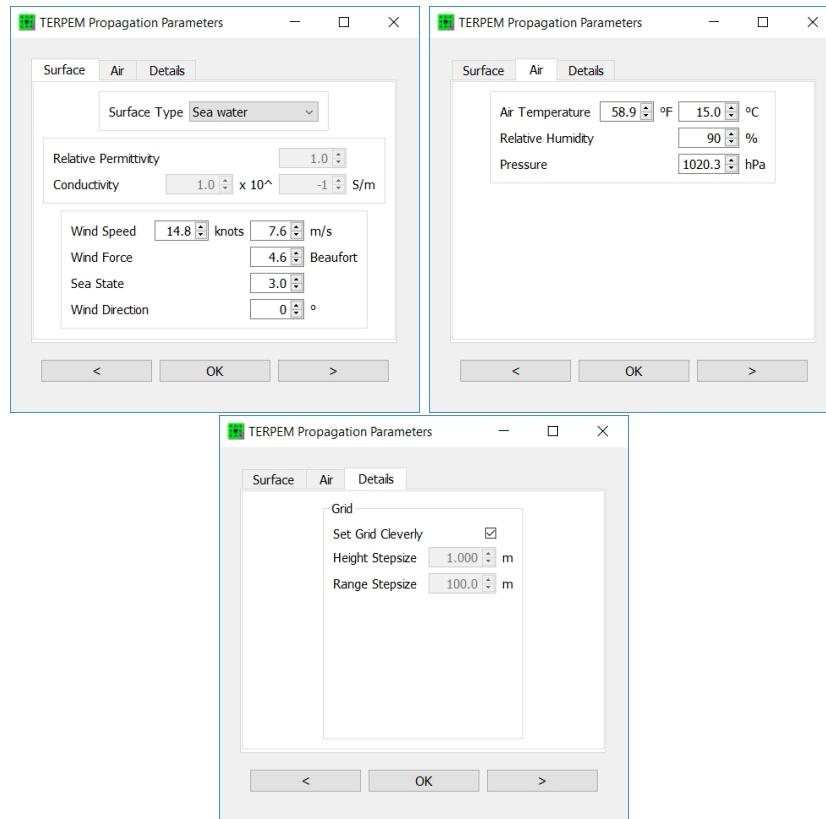 TERPEM Propagation Parameters
Surface Air Details
Surface Type Sea water
Relative Permittivity 1.0
Conductivity 1.0 x 10^ -1 S/m
Wind Speed 14.8 knots 7.6 m/s
Wind Force 4.6 Beaufort
Sea State 3.0
Wind Direction 0 º
< OK >
TERPEM Propagation Parameters
Surface Air Details
Air Temperature 58.9 ºF 15.0 ºC
Relative Humidity 90 %
Pressure 1020.3 hPa
< OK >
TERPEM Propagation Parameters
Surface Air Details
Grid
Set Grid Cleverly
Height Stepsize 1.000 m
Range Stepsize 100.0 m
< OK >